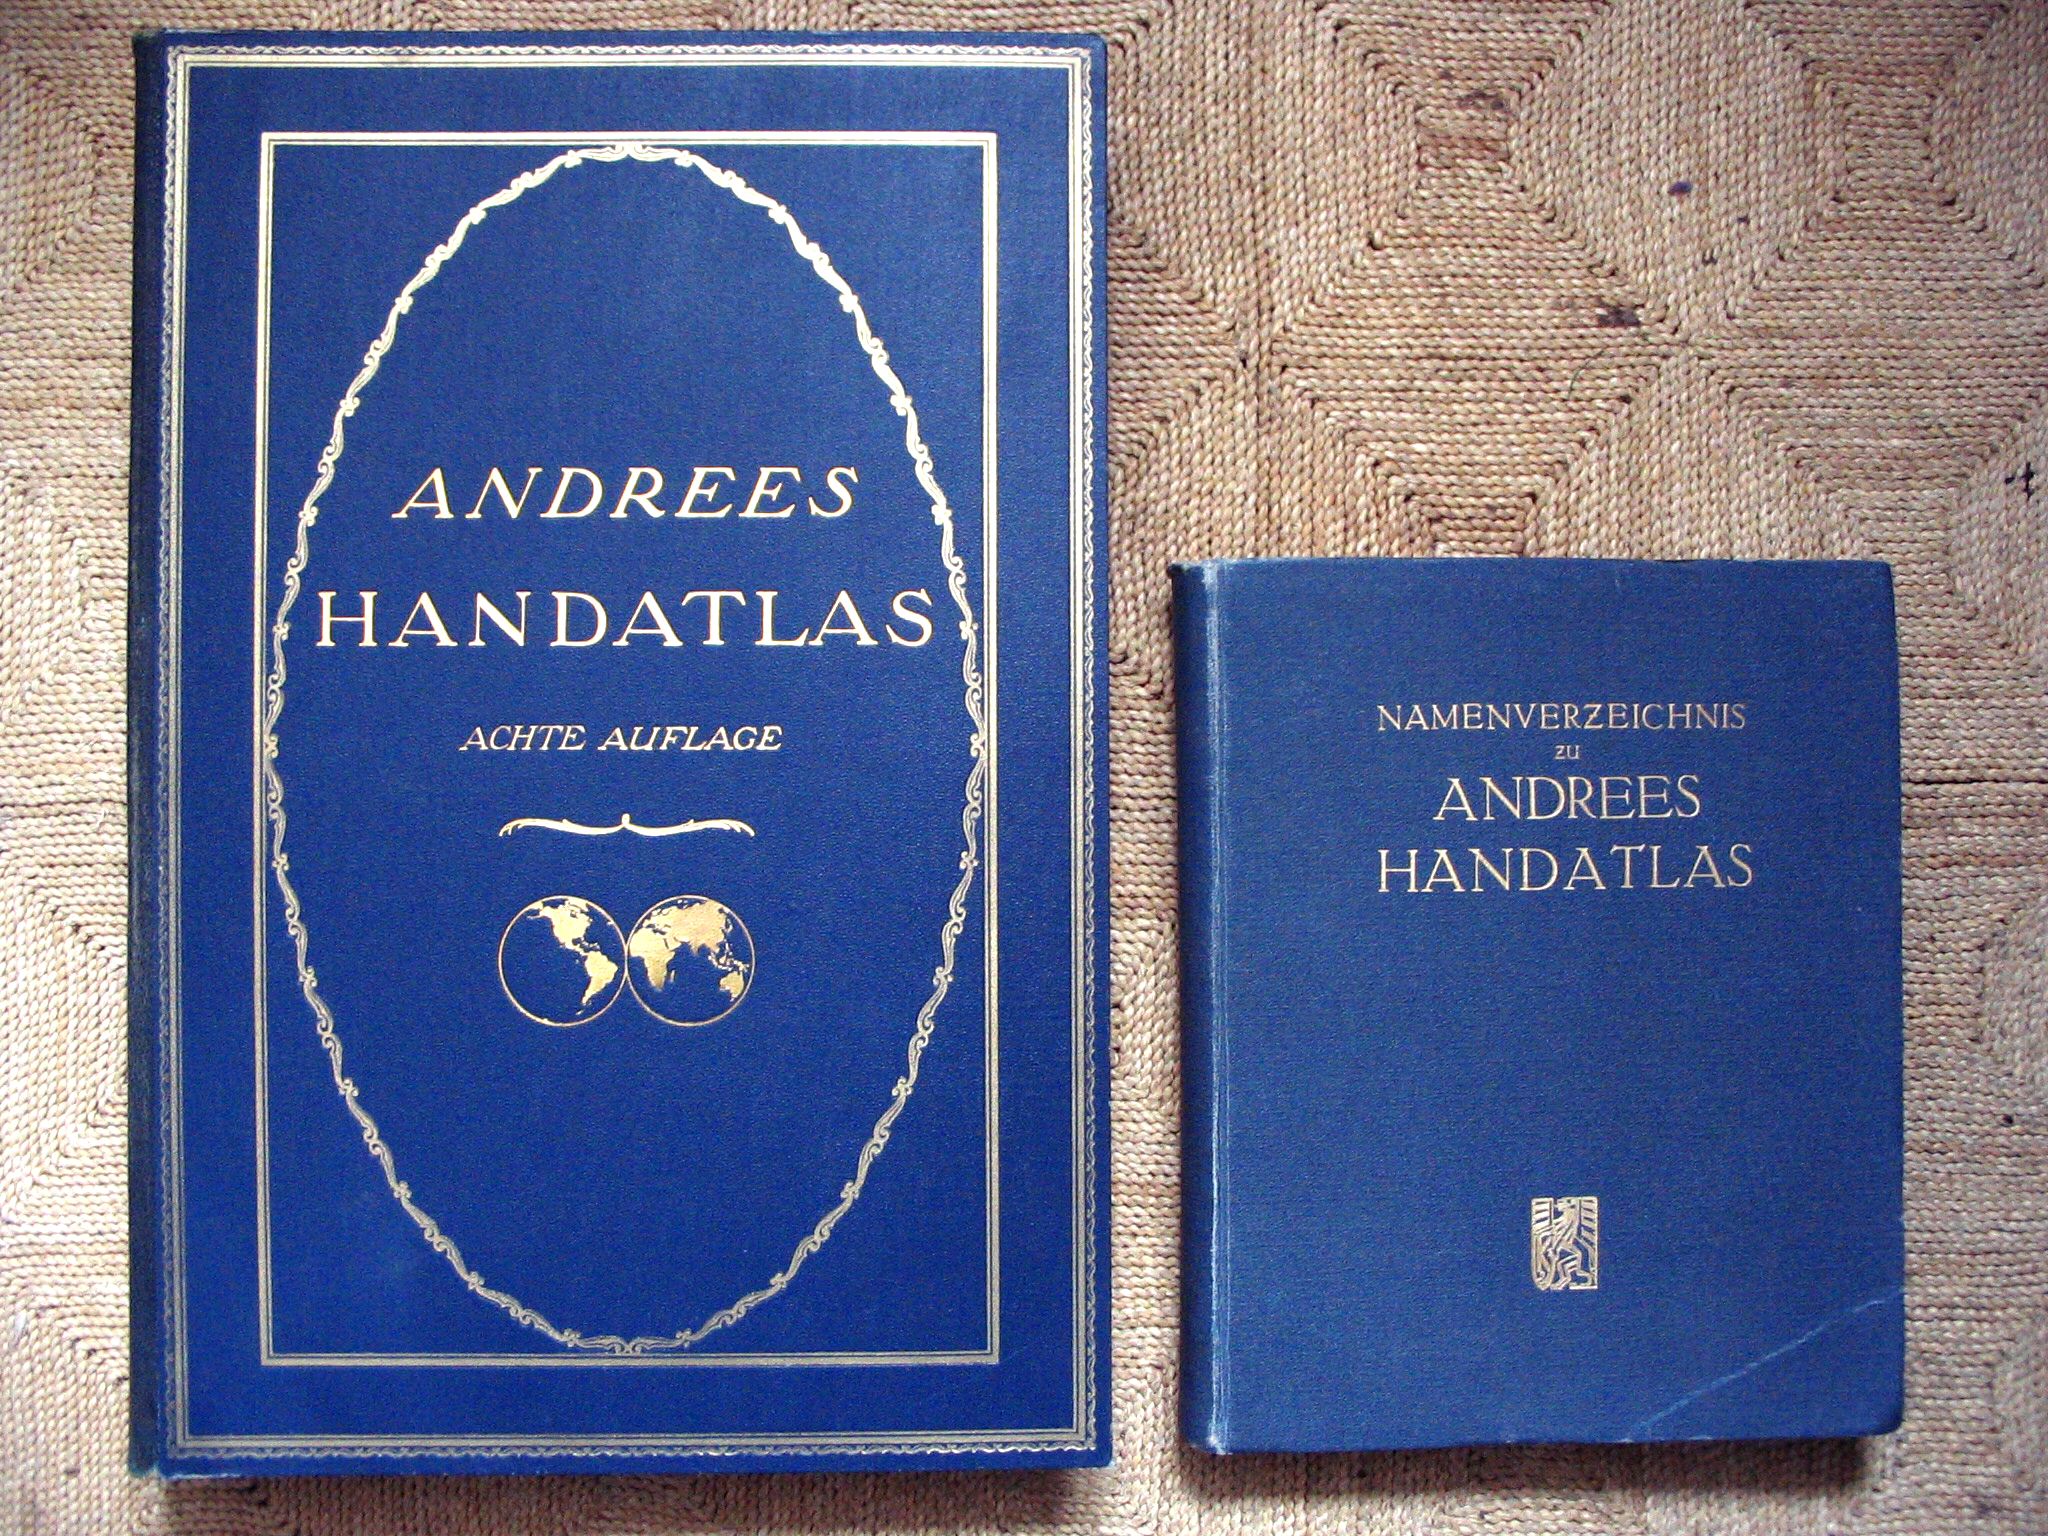 ANDREES
HANDATLAS
ACHTE AUFLAGE
NAMENVERZEICHNIS
ZU
ANDREES
HANDATLAS